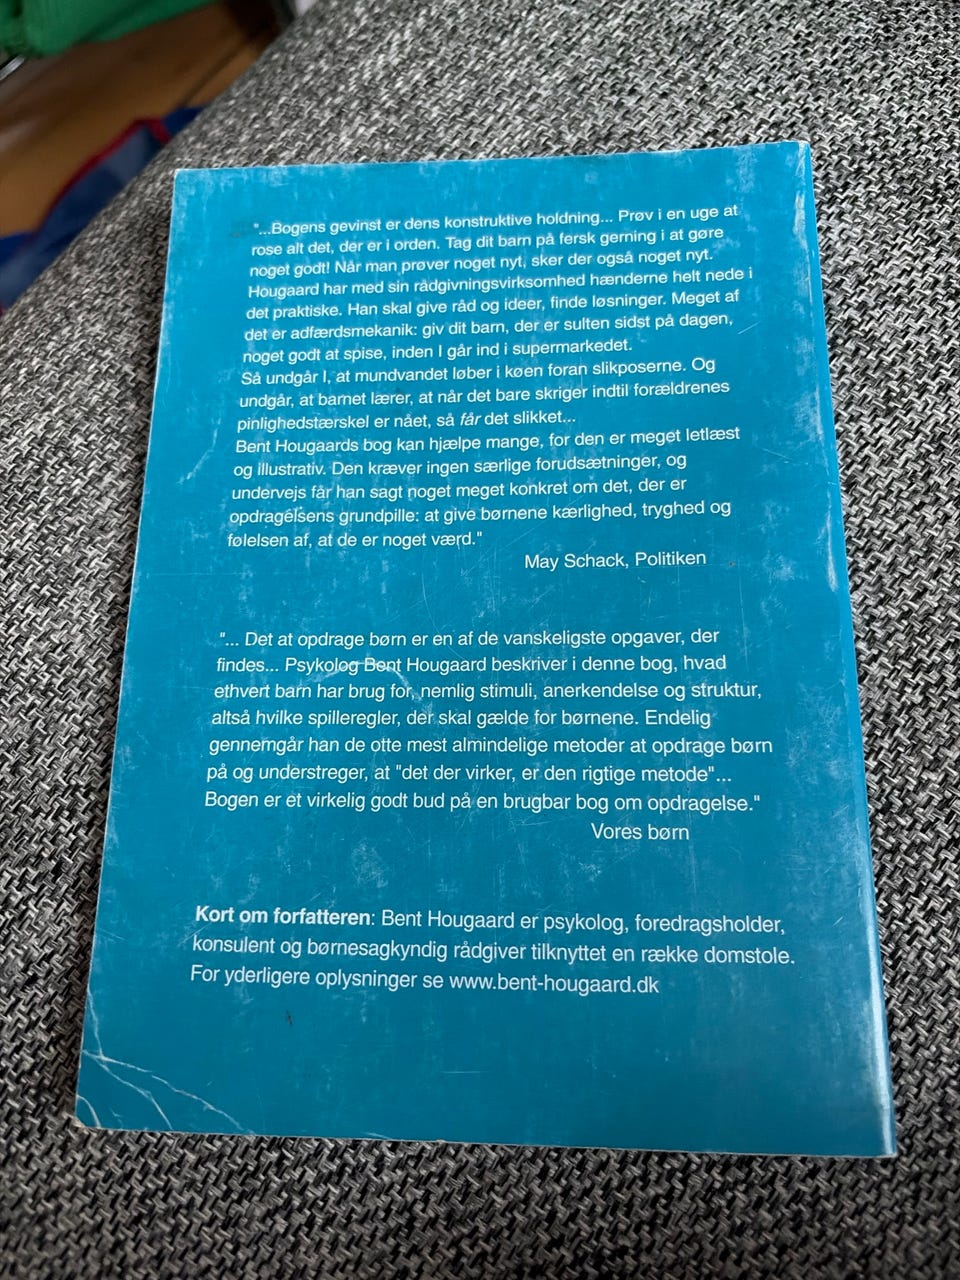 "...Bogens gevinst er dens konstruktive holdning... Prøv i en uge at
rose alt det, der er i orden. Tag dit barn på fersk gerning i at gøre
noget godt! Når man prøver noget nyt, sker der også noget nyt.
Hougaard har med sin rådgivningsvirksomhed hænderne helt nede i
det praktiske. Han skal give råd og ideer, finde løsninger. Meget af
det er adfærdsmekanik: giv dit barn, der er sulten sidst på dagen,
noget godt at spise, inden I går ind i supermarkedet.
Så undgår I, at mundvandet løber i køen foran slikposerne. Og
undgår, at barnet lærer, at når det bare skriger indtil forældrenes
pinlighedstærskel er nået, så får det slikket...
Bent Hougaards bog kan hjælpe mange, for den er meget letlæst
og illustrativ. Den kræver ingen særlige forudsætninger, og
undervejs får han sagt noget meget konkret om det, der er
opdragelsens grundpille: at give børnene kærlighed, tryghed og
følelsen af, at de er noget værd."
May Schack, Politiken
"... Det at opdrage børn er en af de vanskeligste opgaver, der
findes... Psykolog Bent Hougaard beskriver i denne bog, hvad
ethvert barn har brug for, nemlig stimuli, anerkendelse og struktur,
altså hvilke spilleregler, der skal gælde for børnene. Endelig
gennemgår han de otte mest almindelige metoder at opdrage børn
på og understreger, at "det der virker, er den rigtige metode"...
Bogen er et virkelig godt bud på en brugbar bog om opdragelse."
Vores børn
Kort om forfatteren: Bent Hougaard er psykolog, foredragsholder,
konsulent og børnesagkyndig rådgiver tilknyttet en række domstole.
For yderligere oplysninger se www.bent-hougaard.dk